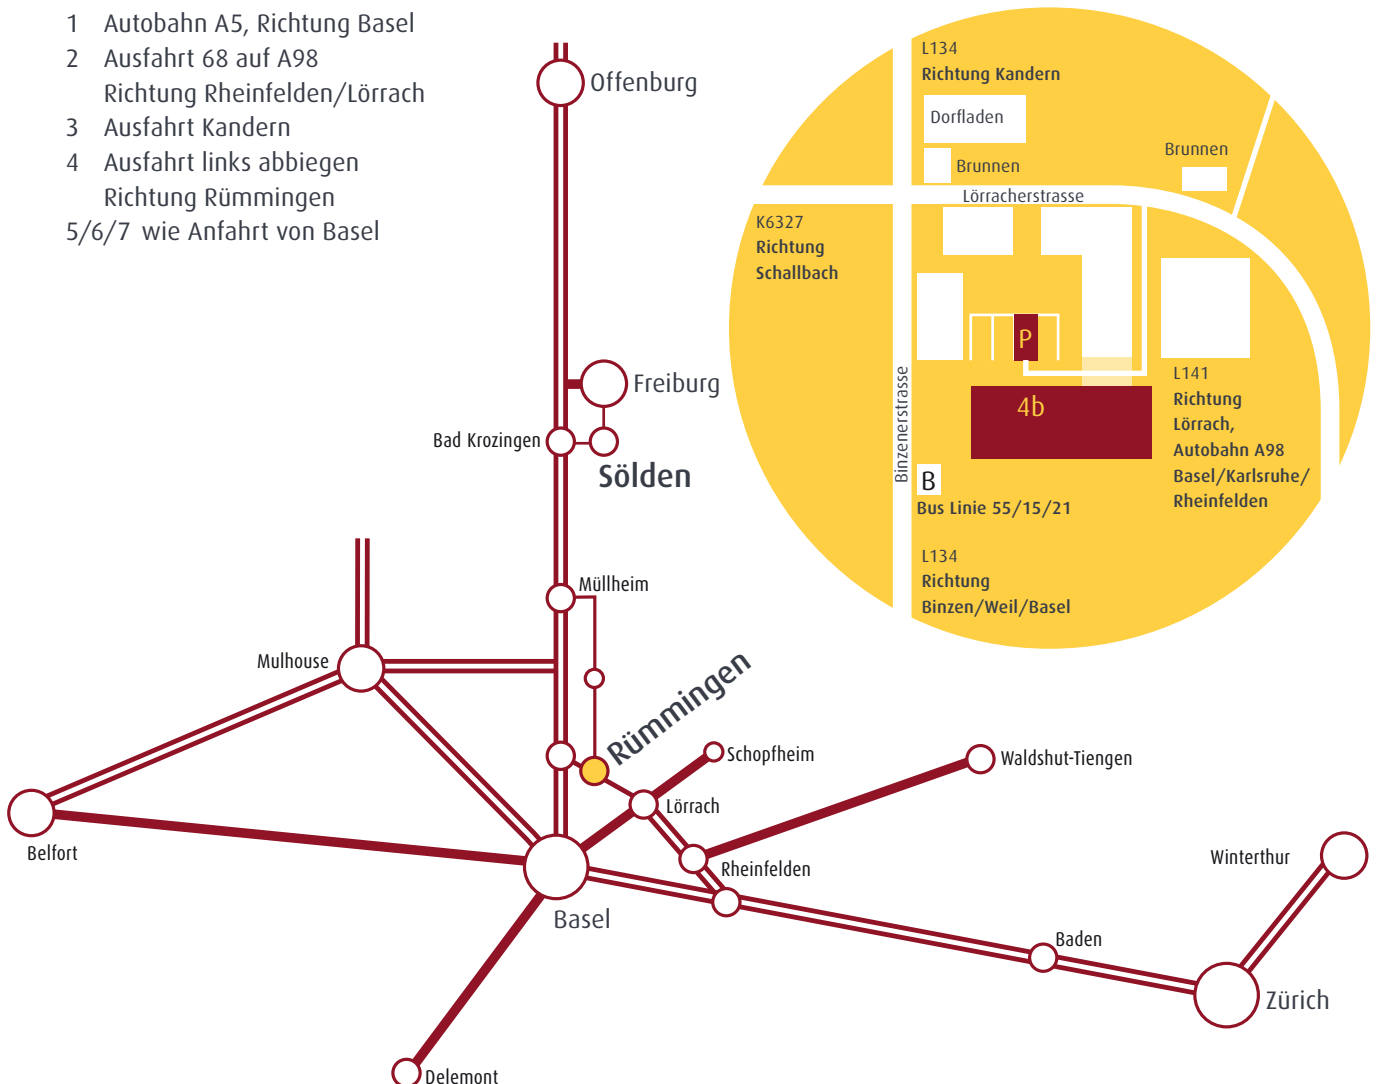 1 Autobahn A5, Richtung Basel
2 Ausfahrt 68 auf A98
Richtung Rheinfelden/Lörrach
3 Ausfahrt Kandern
4 Ausfahrt links abbiegen
Richtung Rümmingen
5/6/7 wie Anfahrt von Basel
Offenburg
Freiburg
Bad Krozingen
Sölden
Müllheim
Mulhouse
Rümmingen
Schopfheim
Waldshut-Tiengen
Lörrach
Belfort
Rheinfelden
Winterthur
Basel
Baden
Zürich
Delemont
L134
Richtung Kandern
Dorfladen
Brunnen
Brunnen
Lörracherstrasse
K6327
Richtung
Schallbach
P
4b
Binzenerstrasse
L141
Richtung
Lörrach,
Autobahn A98
Basel/Karlsruhe/
Rheinfelden
B
Bus Linie 55/15/21
L134
Richtung
Binzen/Weil/Basel